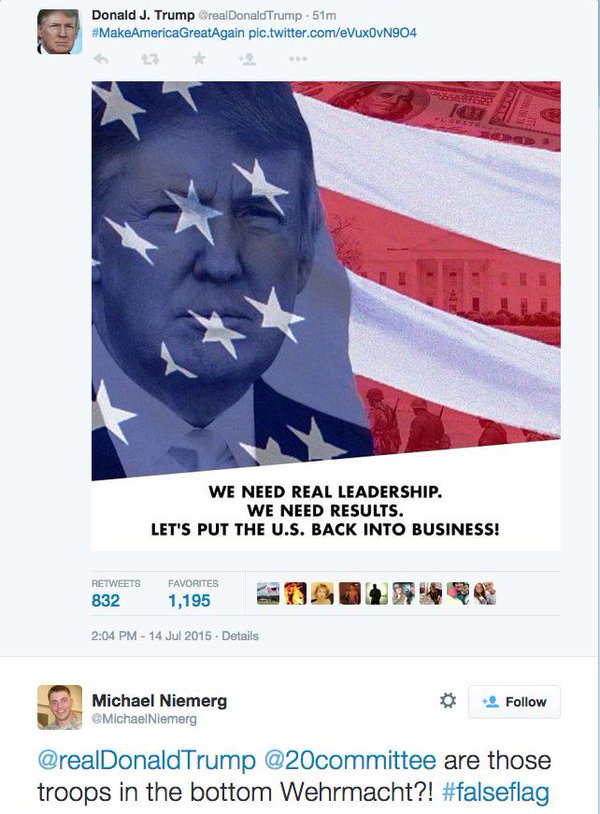 Donald J. Trump @realDonaldTrump · 51m
#MakeAmericaGreatAgain pic.twitter.com/eVux0vN9O4
100
WE NEED REAL LEADERSHIP.
WE NEED RESULTS.
LET'S PUT THE U.S. BACK INTO BUSINESS!
RETWEETS FAVORITES
832 1,195
2:04 PM - 14 Jul 2015 · Details
Michael Niemerg
@MichaelNiemerg
Follow
@realDonaldTrump @20committee are those
troops in the bottom Wehrmacht?! #falseflag